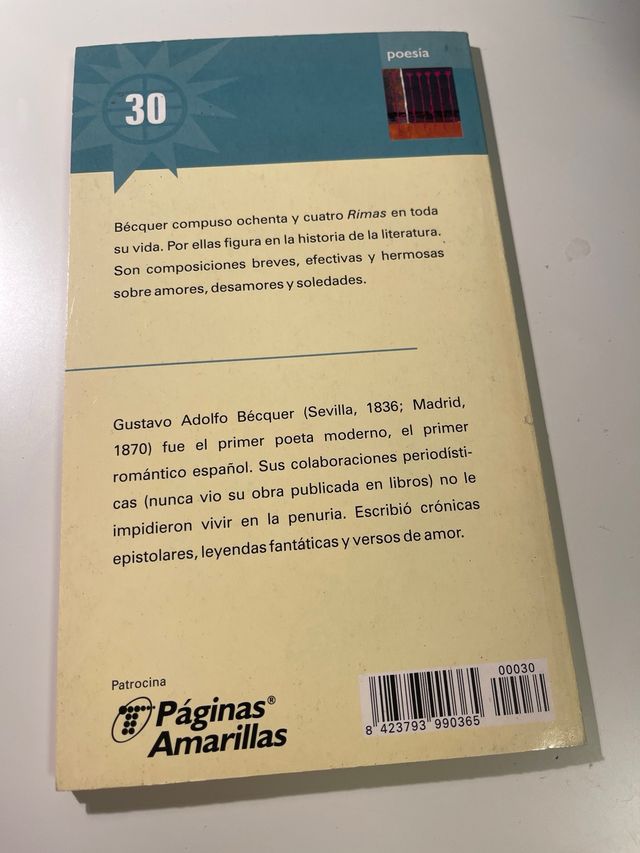 30
poesía
Bécquer compuso ochenta y cuatro Rimas en toda
su vida. Por ellas figura en la historia de la literatura.
Son composiciones breves, efectivas y hermosas
sobre amores, desamores y soledades.
Gustavo Adolfo Bécquer (Sevilla, 1836; Madrid,
1870) fue el primer poeta moderno, el primer
romántico español. Sus colaboraciones periodísti-
cas (nunca vio su obra publicada en libros) no le
impidieron vivir en la penuria. Escribió crónicas
epistolares, leyendas fantáticas y versos de amor.
Patrocina
Páginas®
Amarillas
00030
8 423793 990365